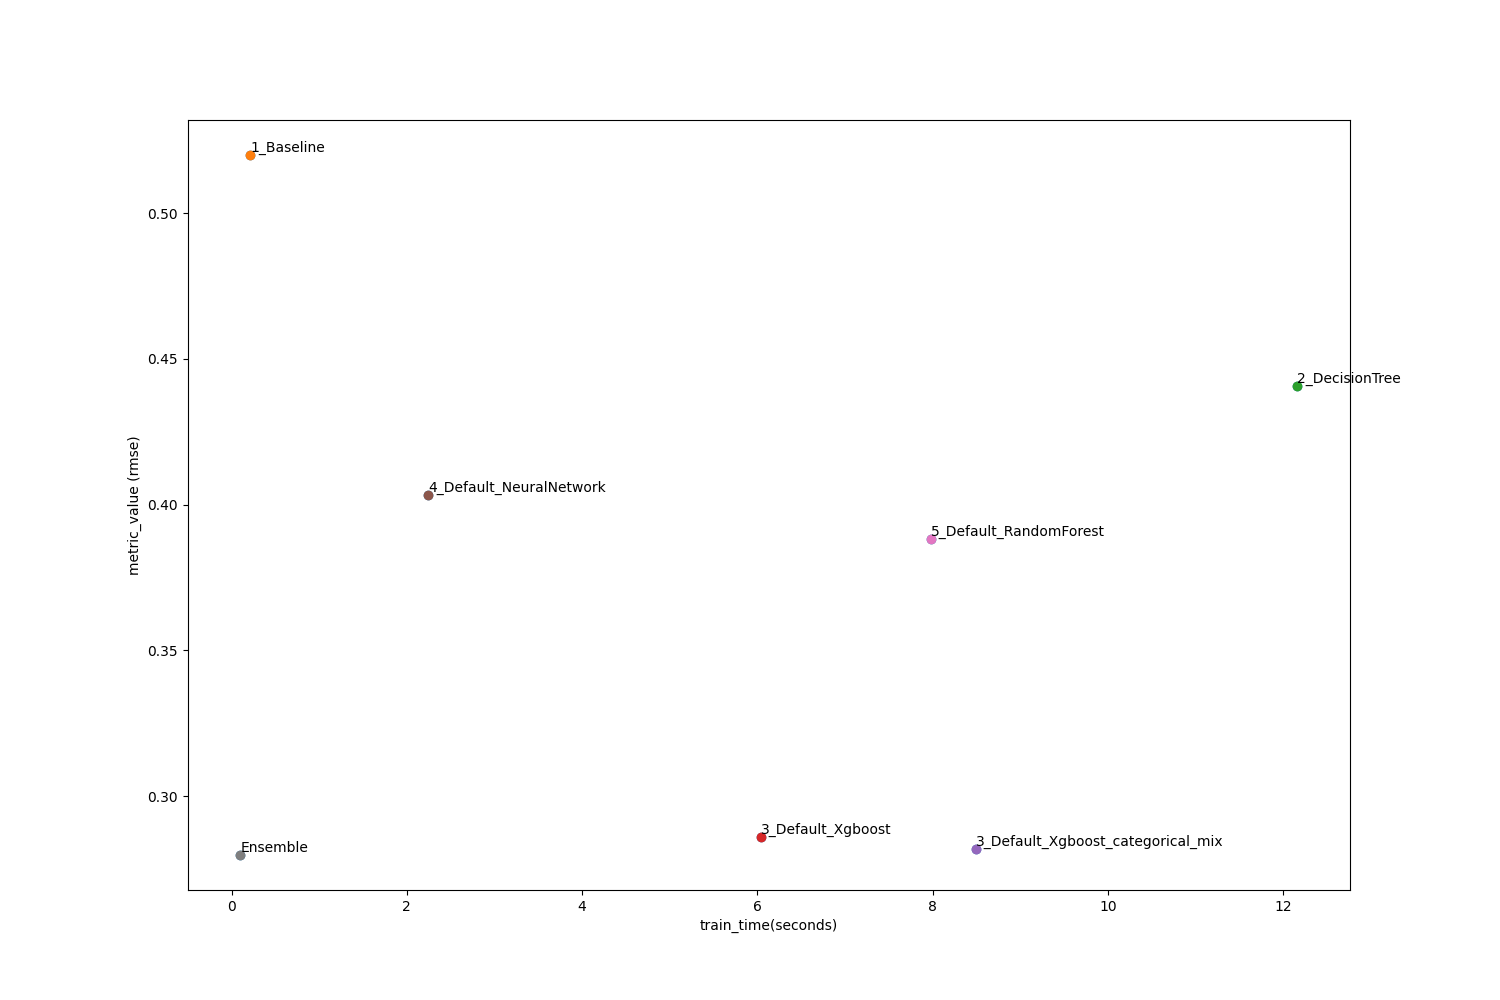 1_Baseline
0.50
0.45
2_DecisionTree
metric_value (rmse)
4_Default_NeuralNetwork
0.40
5_Default_RandomForest
0.35
0.30
3_Default_Xgboost
3_Default_Xgboost_categorical_mix
Ensemble
0 2 4 6 8 10 12
train_time(seconds)